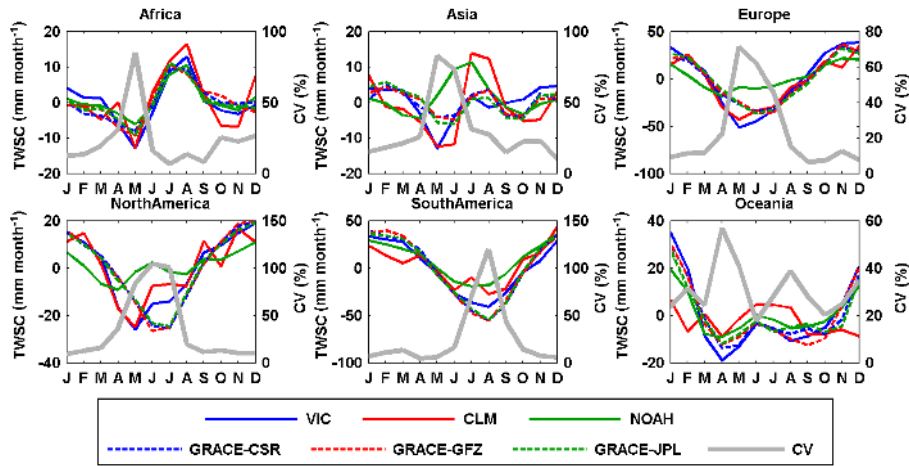 Africa
Asia
Europe
TWSC (mm month⁻¹)
20
10
0
-10
-20
CV (%)
100
50
0
J F M A M J J A S O N D
TWSC (mm month⁻¹)
20
10
0
-10
-20
CV (%)
100
50
0
J F M A M J J A S O N D
TWSC (mm month⁻¹)
50
0
-50
-100
CV (%)
80
60
40
20
0
J F M A M J J A S O N D
NorthAmerica
SouthAmerica
Oceania
TWSC (mm month⁻¹)
20
0
-20
-40
CV (%)
150
100
50
0
J F M A M J J A S O N D
TWSC (mm month⁻¹)
50
0
-50
-100
CV (%)
150
100
50
0
J F M A M J J A S O N D
TWSC (mm month⁻¹)
40
20
0
-20
CV (%)
60
40
20
0
J F M A M J J A S O N D
VIC
CLM
NOAH
GRACE-CSR
GRACE-GFZ
GRACE-JPL
CV